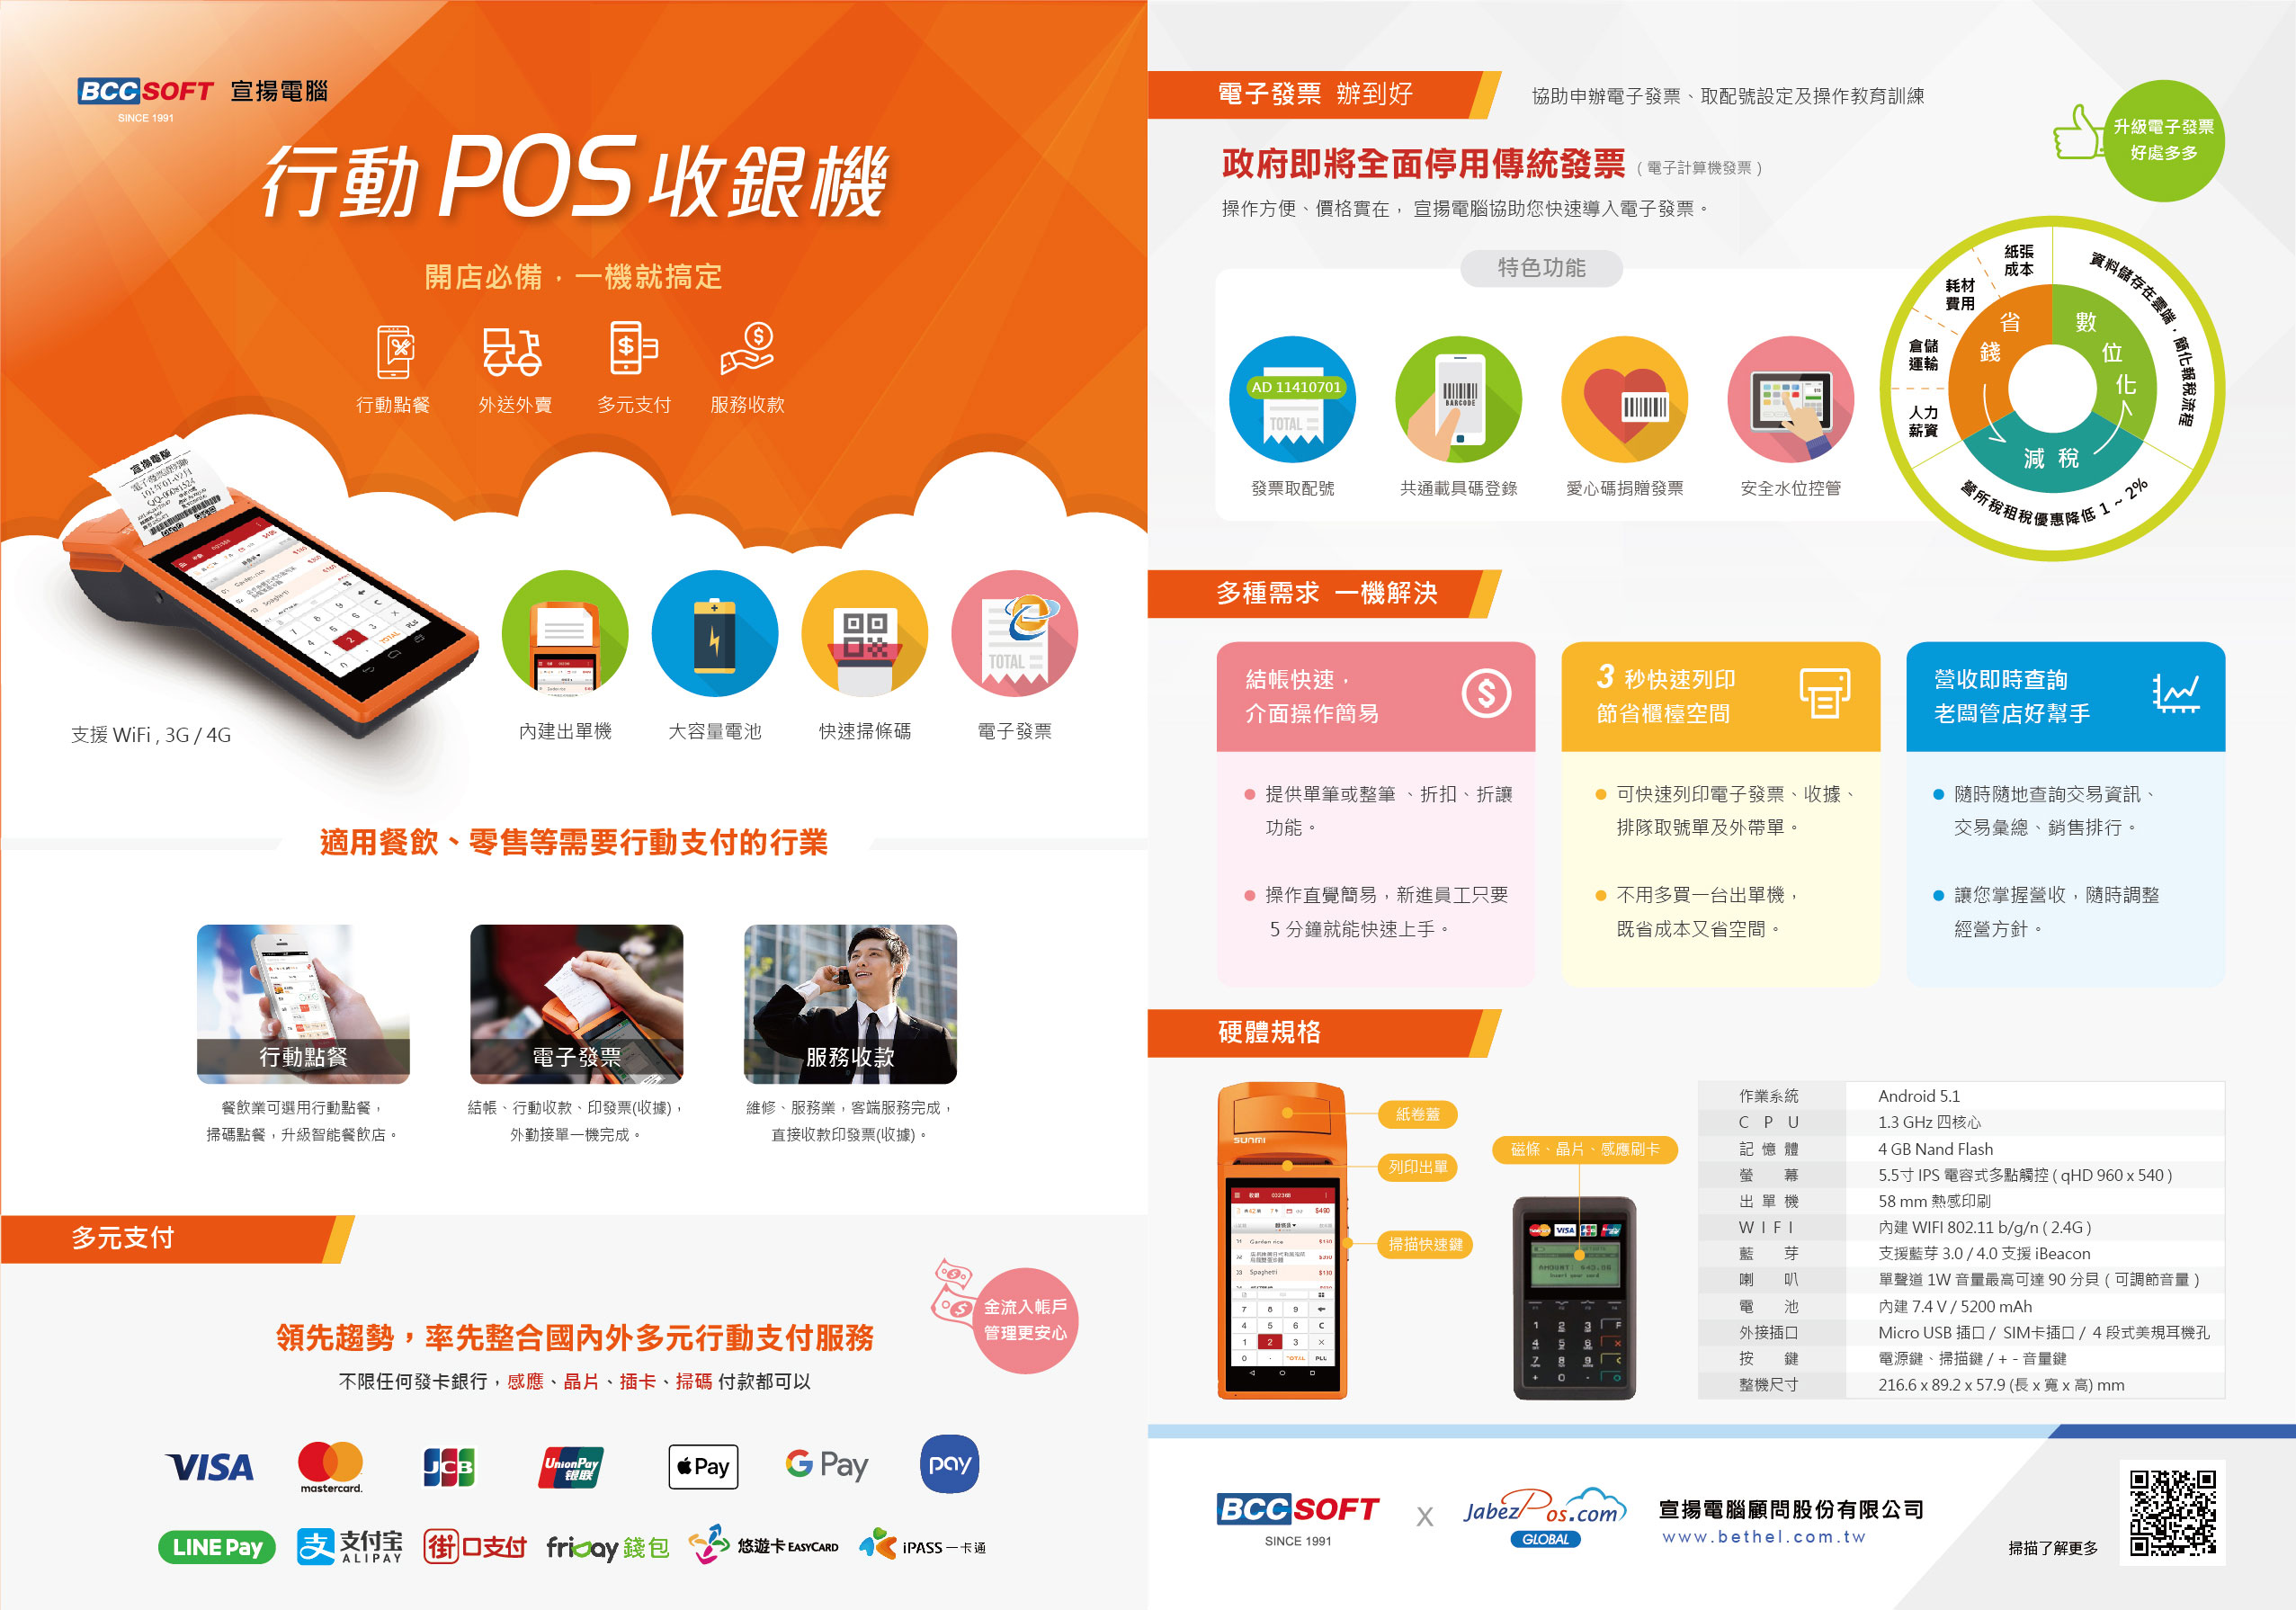 BCC SOFT 宣揚電腦
SINCE 1991
行動 POS 收銀機
開店必備，一機就搞定
行動點餐
外送外賣
多元支付
服務收款
宣揚電腦
電子發票證明聯
支援 WiFi , 3G / 4G
TOTAL
內建出單機
大容量電池
快速掃條碼
電子發票
適用餐飲、零售等需要行動支付的行業
行動點餐
餐飲業可選用行動點餐，
掃碼點餐，升級智能餐飲店。
電子發票
結帳、行動收款、印發票(收據)，
外勤接單一機完成。
服務收款
維修、服務業，客端服務完成，
直接收款印發票(收據)。
多元支付
金流入帳戶
管理更安心
領先趨勢，率先整合國內外多元行動支付服務
不限任何發卡銀行，感應、晶片、插卡、掃碼 付款都可以
VISA
mastercard.
JCB
UnionPay
银联
Pay
G Pay
pay
LINE Pay
支 支付宝
ALIPAY
街口支付
friday 錢包
悠遊卡 EASYCARD
iPASS 一卡通
電子發票 辦到好
協助申辦電子發票、取配號設定及操作教育訓練
升級電子發票
好處多多
政府即將全面停用傳統發票 ( 電子計算機發票 )
操作方便、價格實在， 宣揚電腦協助您快速導入電子發票。
特色功能
AD 11410701
TOTAL
BARCODE
發票取配號
共通載具碼登錄
愛心碼捐贈發票
安全水位控管
紙張
成本
耗材
費用
倉儲
運輸
人力
薪資
省錢
數位化
減稅
資料儲存在雲端，簡化報稅流程
營所稅租稅優惠降低 1 ~ 2%
多種需求 一機解決
結帳快速，
介面操作簡易
提供單筆或整筆 、折扣、折讓
功能。
操作直覺簡易，新進員工只要
5 分鐘就能快速上手。
3 秒快速列印
節省櫃檯空間
可快速列印電子發票、收據、
排隊取號單及外帶單。
不用多買一台出單機，
既省成本又省空間。
營收即時查詢
老闆管店好幫手
隨時隨地查詢交易資訊、
交易彙總、銷售排行。
讓您掌握營收，隨時調整
經營方針。
硬體規格
SUNMI
紙卷蓋
列印出單
掃描快速鍵
磁條、晶片、感應刷卡
Garden rice
Spaghetti
7 8 9
4 5 6 C
1 2 3 ×
0 . TOTAL PLU
作業系統 Android 5.1
C P U 1.3 GHz 四核心
記 憶 體 4 GB Nand Flash
螢 幕 5.5寸 IPS 電容式多點觸控 ( qHD 960 x 540 )
出 單 機 58 mm 熱感印刷
W I F I 內建 WIFI 802.11 b/g/n ( 2.4G )
藍 芽 支援藍芽 3.0 / 4.0 支援 iBeacon
喇 叭 單聲道 1W 音量最高可達 90 分貝 ( 可調節音量 )
電 池 內建 7.4 V / 5200 mAh
外接插口 Micro USB 插口 / SIM卡插口 / 4 段式美規耳機孔
按 鍵 電源鍵、掃描鍵 / + - 音量鍵
整機尺寸 216.6 x 89.2 x 57.9 (長 x 寬 x 高) mm
BCC SOFT
SINCE 1991
X
JabezPos.com
GLOBAL
宣揚電腦顧問股份有限公司
www.bethel.com.tw
掃描了解更多